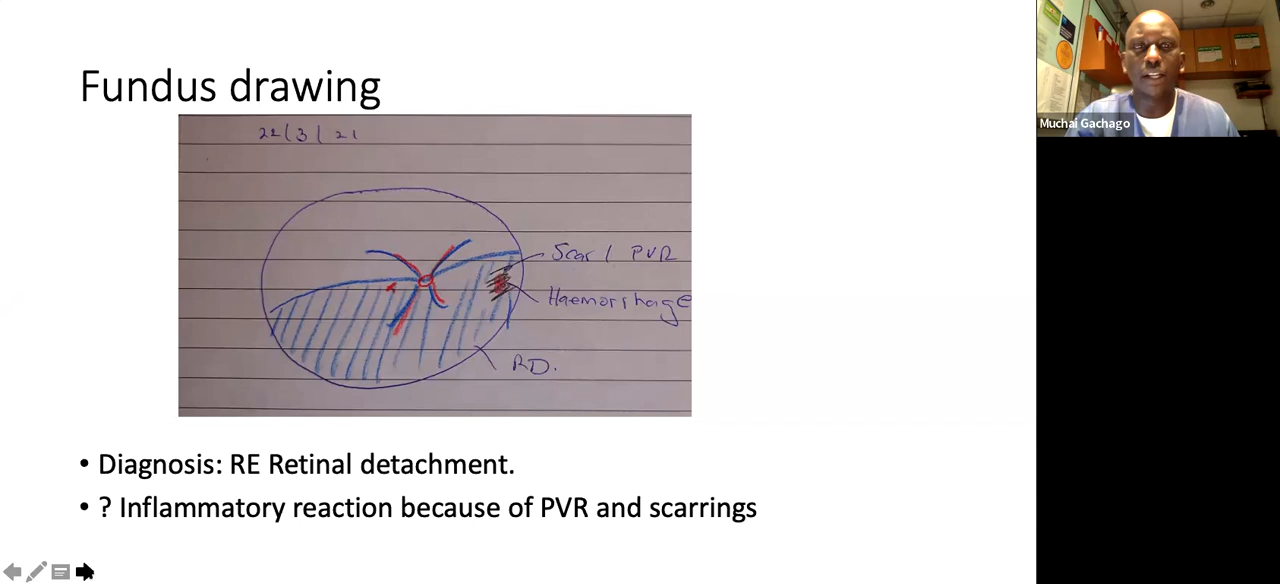 Fundus drawing
Muchai Gachago
22/3/21
Scar / PVR
Haemorrhage
RD.
• Diagnosis: RE Retinal detachment.
• ? Inflammatory reaction because of PVR and scarrings